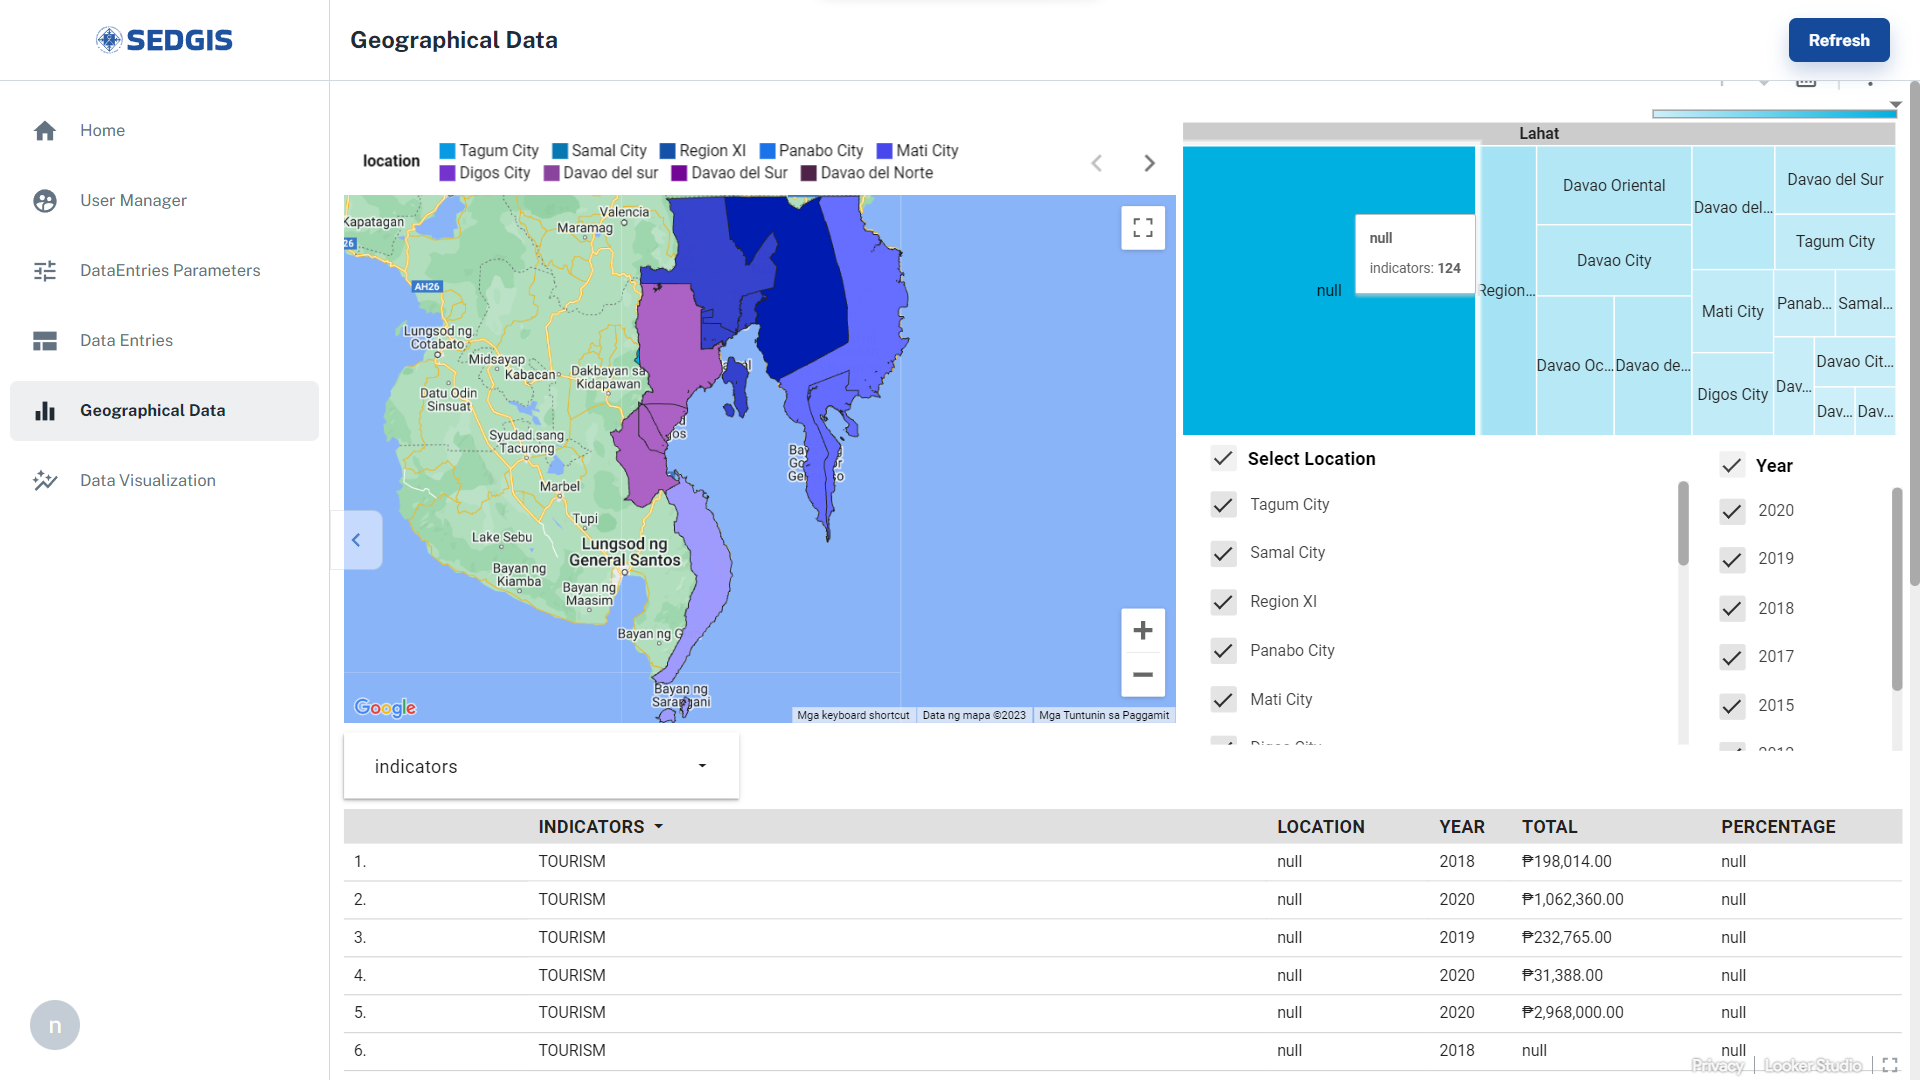 SEDGIS
Geographical Data
Refresh
Home
User Manager
DataEntries Parameters
Data Entries
Geographical Data
Data Visualization
n
location
Tagum City
Samal City
Region XI
Panabo City
Mati City
Digos City
Davao del sur
Davao del Sur
Davao del Norte
Kapatagan
Valencia
Maramag
26
AH26
Lungsod ng
Cotabato
Midsayap
Kabacan
Dakbayan sa
Kidapawan
Datu Odin
Sinsuat
Syudad sang
Tacurong
Marbel
Tupi
Lake Sebu
Lungsod ng
General Santos
Bayan ng
Kiamba
Bayan ng
Maasim
Bayan ng G
Bayan ng
Sarangani
Google
Mga keyboard shortcut
Data ng mapa ©2023
Mga Tuntunin sa Paggamit
Lahat
null
null
indicators: 124
Region...
Davao Oriental
Davao City
Davao Oc...
Davao de...
Davao del...
Mati City
Digos City
Davao del Sur
Tagum City
Panab...
Samal...
Dav...
Davao Cit...
Dav...
Dav...
Select Location
Tagum City
Samal City
Region XI
Panabo City
Mati City
Year
2020
2019
2018
2017
2015
indicators
INDICATORS LOCATION YEAR TOTAL PERCENTAGE
1. TOURISM null 2018 ₱198,014.00 null
2. TOURISM null 2020 ₱1,062,360.00 null
3. TOURISM null 2019 ₱232,765.00 null
4. TOURISM null 2020 ₱31,388.00 null
5. TOURISM null 2020 ₱2,968,000.00 null
6. TOURISM null 2018 null null
Privacy
Looker Studio